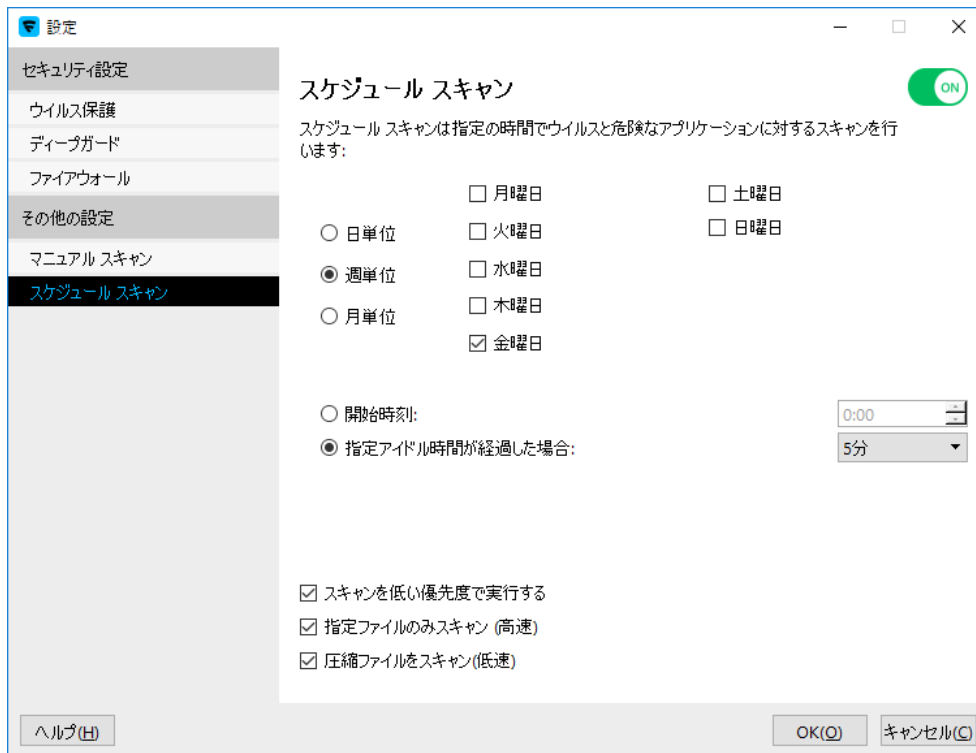 設定
セキュリティ設定
ウイルス保護
ディープガード
ファイアウォール
その他の設定
マニュアル スキャン
スケジュール スキャン
スケジュール スキャン
ON
スケジュール スキャンは指定の時間でウイルスと危険なアプリケーションに対するスキャンを行
います:
日単位
週単位
月単位
月曜日
火曜日
水曜日
木曜日
金曜日
土曜日
日曜日
開始時刻:
0:00
指定アイドル時間が経過した場合:
5分
スキャンを低い優先度で実行する
指定ファイルのみスキャン (高速)
圧縮ファイルをスキャン(低速)
ヘルプ(H)
OK(O)
キャンセル(C)